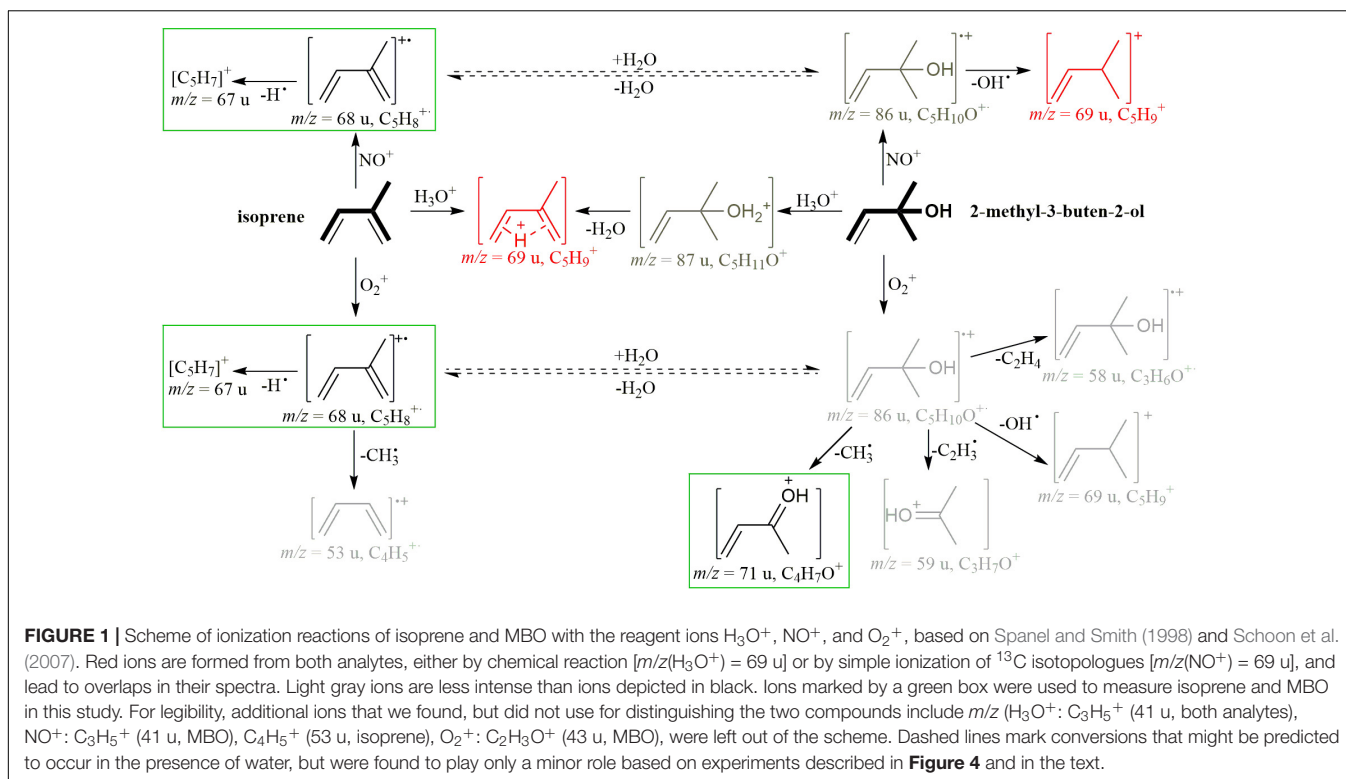 [C5H7]+
m/z = 67 u
-H•
+•
m/z = 68 u, C5H8+·
+H2O
-H2O
OH
•+
m/z = 86 u, C5H10O+·
-OH•
+
m/z = 69 u, C5H9+
NO+
NO+
isoprene
H3O+
H
+
m/z = 69 u, C5H9+
-H2O
OH2+
m/z = 87 u, C5H11O+
H3O+
OH
2-methyl-3-buten-2-ol
O2+
O2+
[C5H7]+
m/z = 67 u
-H•
+•
m/z = 68 u, C5H8+·
+H2O
-H2O
OH
•+
m/z = 86 u, C5H10O+·
-C2H4
OH
•+
m/z = 58 u, C3H6O+·
-CH3•
•+
m/z = 53 u, C4H5+·
-CH3•
+
OH
m/z = 71 u, C4H7O+
-C2H3•
+
HO
m/z = 59 u, C3H7O+
-OH•
+
m/z = 69 u, C5H9+
FIGURE 1 | Scheme of ionization reactions of isoprene and MBO with the reagent ions H3O+, NO+, and O2+, based on Spanel and Smith (1998) and Schoon et al.
(2007). Red ions are formed from both analytes, either by chemical reaction [m/z(H3O+) = 69 u] or by simple ionization of 13C isotopologues [m/z(NO+) = 69 u], and
lead to overlaps in their spectra. Light gray ions are less intense than ions depicted in black. Ions marked by a green box were used to measure isoprene and MBO
in this study. For legibility, additional ions that we found, but did not use for distinguishing the two compounds include m/z (H3O+: C3H5+ (41 u, both analytes),
NO+: C3H5+ (41 u, MBO), C4H5+ (53 u, isoprene), O2+: C2H3O+ (43 u, MBO), were left out of the scheme. Dashed lines mark conversions that might be predicted
to occur in the presence of water, but were found to play only a minor role based on experiments described in Figure 4 and in the text.